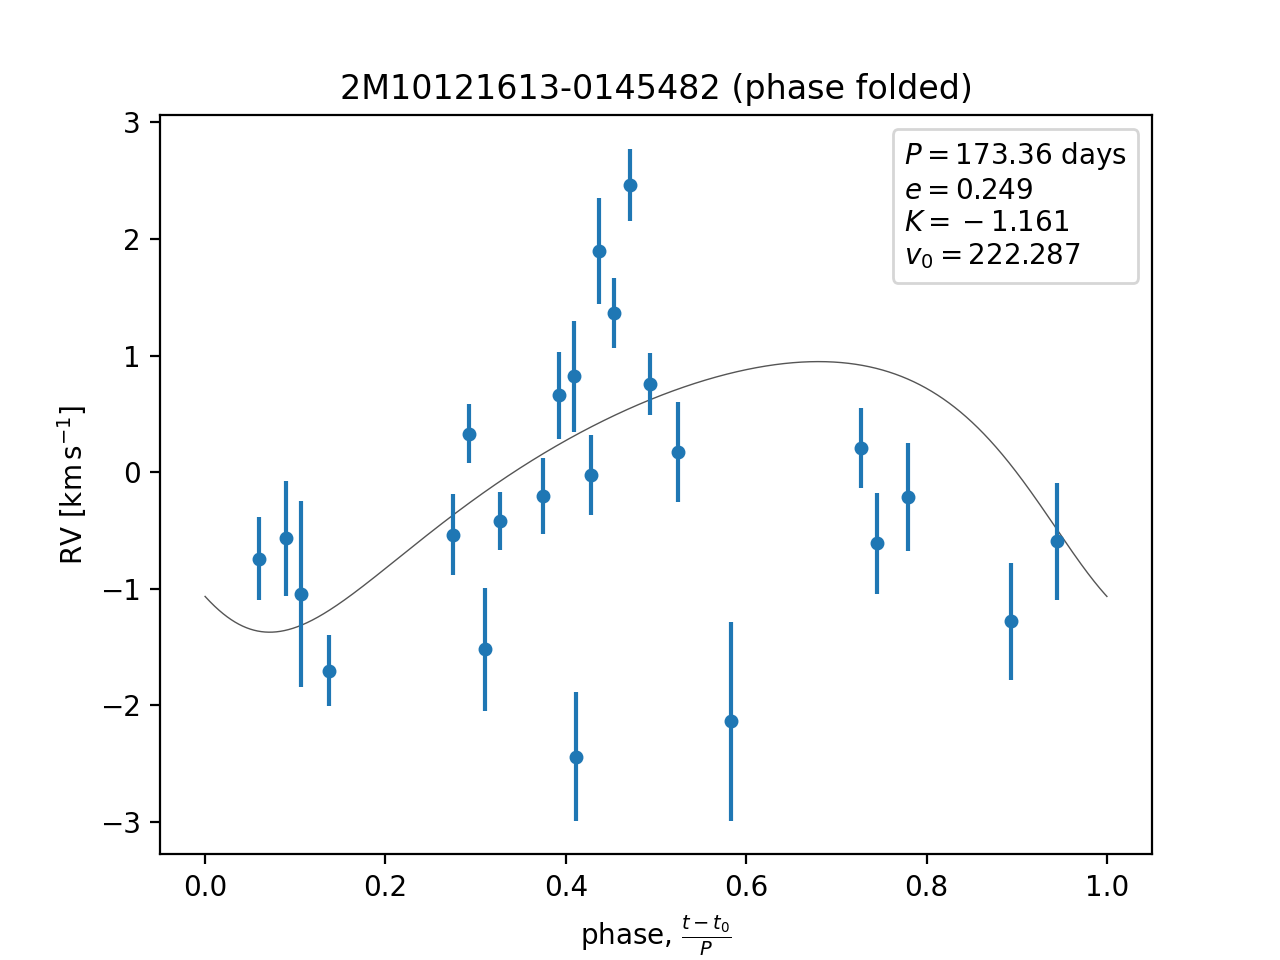 2M10121613-0145482 (phase folded)
P = 173.36 days
e = 0.249
K = −1.161
v₀ = 222.287
3
2
1
0
−1
−2
−3
RV [km s⁻¹]
0.0 0.2 0.4 0.6 0.8 1.0
phase, (t − t₀)/P